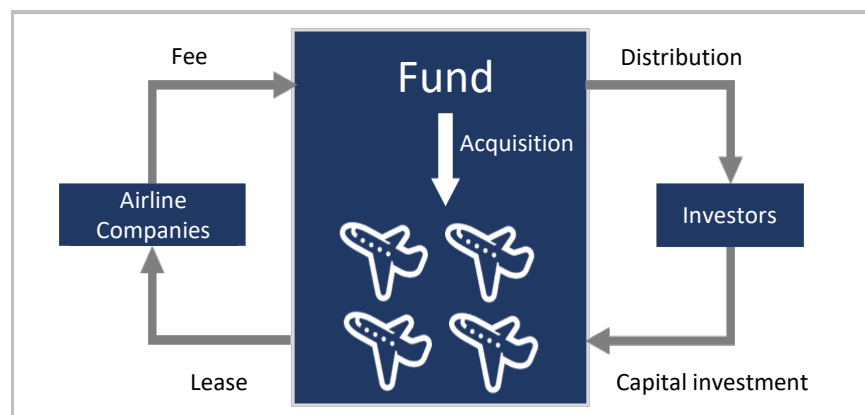 Fee
Fund
Distribution
Acquisition
Airline
Companies
Investors
Lease
Capital investment